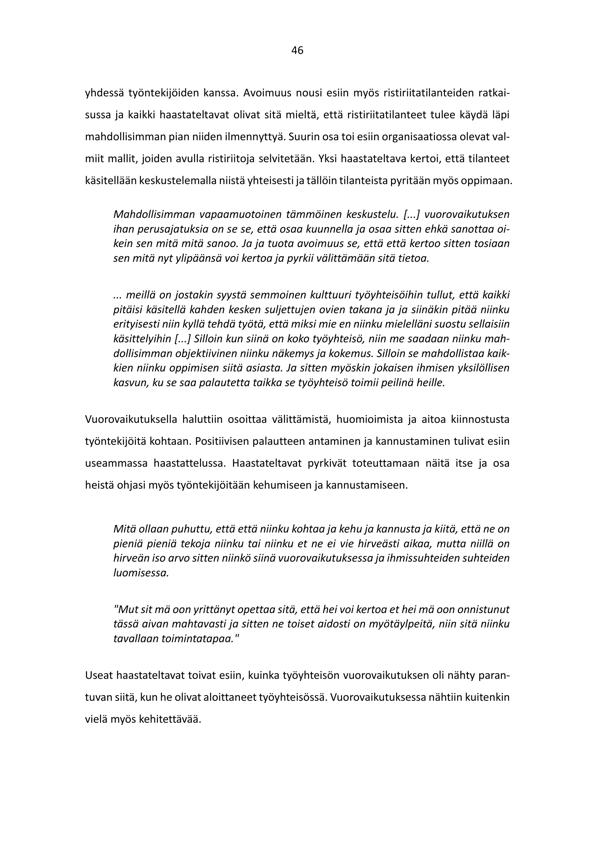 46
yhdessä työntekijöiden kanssa. Avoimuus nousi esiin myös ristiriitatilanteiden ratkai-
sussa ja kaikki haastateltavat olivat sitä mieltä, että ristiriitatilanteet tulee käydä läpi
mahdollisimman pian niiden ilmennyttyä. Suurin osa toi esiin organisaatiossa olevat val-
miit mallit, joiden avulla ristiriitoja selvitetään. Yksi haastateltava kertoi, että tilanteet
käsitellään keskustelemalla niistä yhteisesti ja tällöin tilanteista pyritään myös oppimaan.
Mahdollisimman vapaamuotoinen tämmöinen keskustelu. [...] vuorovaikutuksen
ihan perusajatuksia on se se, että osaa kuunnella ja osaa sitten ehkä sanottaa oi-
kein sen mitä mitä sanoo. Ja ja tuota avoimuus se, että että kertoo sitten tosiaan
sen mitä nyt ylipäänsä voi kertoa ja pyrkii välittämään sitä tietoa.
... meillä on jostakin syystä semmoinen kulttuuri työyhteisöihin tullut, että kaikki
pitäisi käsitellä kahden kesken suljettujen ovien takana ja ja siinäkin pitää niinku
erityisesti niin kyllä tehdä työtä, että miksi mie en niinku mielelläni suostu sellaisiin
käsittelyihin [...] Silloin kun siinä on koko työyhteisö, niin me saadaan niinku mah-
dollisimman objektiivinen niinku näkemys ja kokemus. Silloin se mahdollistaa kaik-
kien niinku oppimisen siitä asiasta. Ja sitten myöskin jokaisen ihmisen yksilöllisen
kasvun, ku se saa palautetta taikka se työyhteisö toimii peilinä heille.
Vuorovaikutuksella haluttiin osoittaa välittämistä, huomioimista ja aitoa kiinnostusta
työntekijöitä kohtaan. Positiivisen palautteen antaminen ja kannustaminen tulivat esiin
useammassa haastattelussa. Haastateltavat pyrkivät toteuttamaan näitä itse ja osa
heistä ohjasi myös työntekijöitään kehumiseen ja kannustamiseen.
Mitä ollaan puhuttu, että että niinku kohtaa ja kehu ja kannusta ja kiitä, että ne on
pieniä pieniä tekoja niinku tai niinku et ne ei vie hirveästi aikaa, mutta niillä on
hirveän iso arvo sitten niinkö siinä vuorovaikutuksessa ja ihmissuhteiden suhteiden
luomisessa.
"Mut sit mä oon yrittänyt opettaa sitä, että hei voi kertoa et hei mä oon onnistunut
tässä aivan mahtavasti ja sitten ne toiset aidosti on myötäylpeitä, niin sitä niinku
tavallaan toimintatapaa."
Useat haastateltavat toivat esiin, kuinka työyhteisön vuorovaikutuksen oli nähty paran-
tuvan siitä, kun he olivat aloittaneet työyhteisössä. Vuorovaikutuksessa nähtiin kuitenkin
vielä myös kehitettävää.